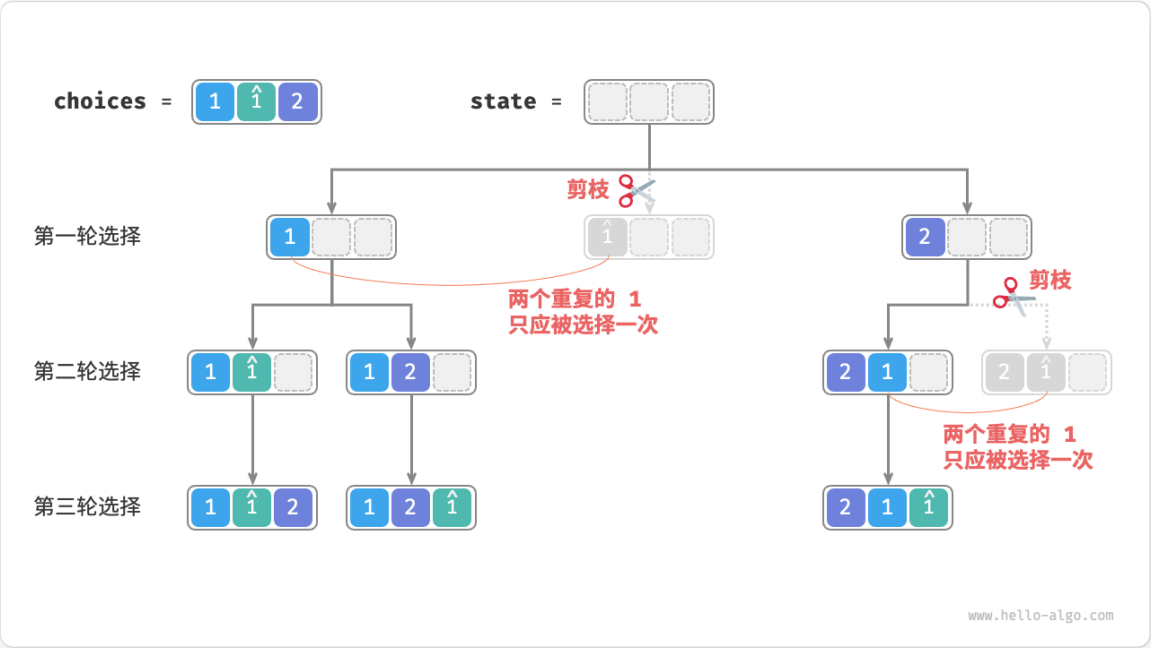 choices = 1 1̂ 2 state =
剪枝
第一轮选择 1 1̂ 2
剪枝
两个重复的 1
只应被选择一次
第二轮选择 1 1̂ 1 2 2 1 2 1̂
两个重复的 1
只应被选择一次
第三轮选择 1 1̂ 2 1 2 1̂ 2 1 1̂
www.hello-algo.com